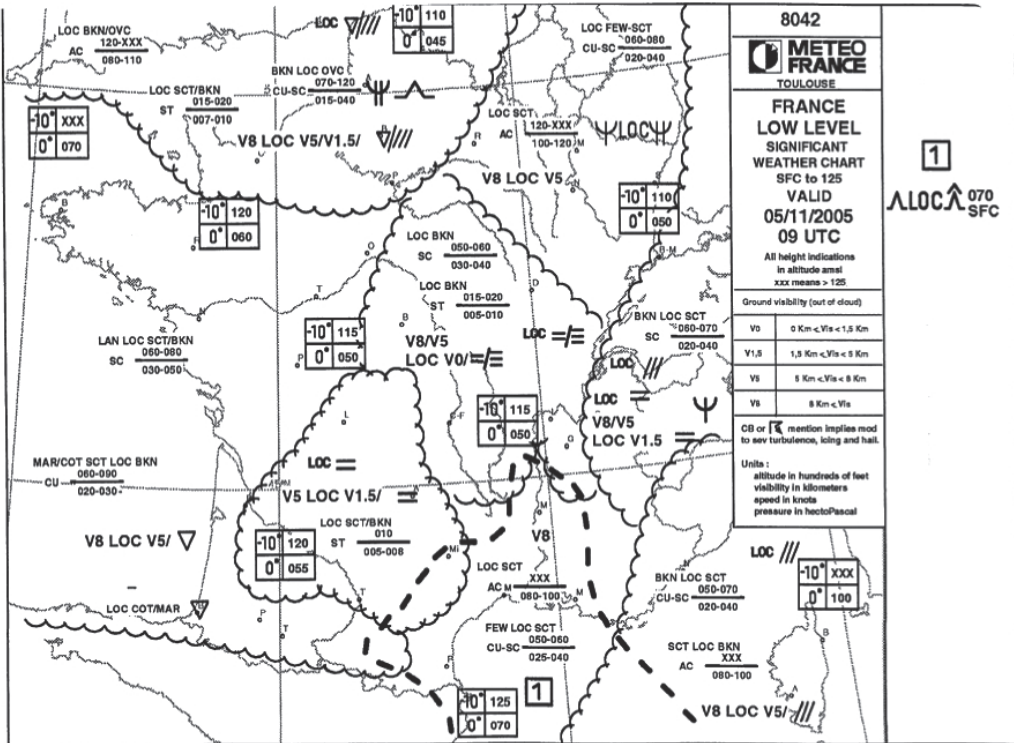 LOC
-10° 110
0° 045
LOC BKN/OVC
AC 120-XXX
080-110
LOC FEW-SCT
CU-SC 060-080
020-040
BKN LOC OVC
CU-SC 070-120
015-040
LOC SCT/BKN
ST 015-020
007-010
-10° XXX
0° 070
V8 LOC V5/V1.5/
LOC SCT
AC 120-XXX
100-120
LOC
V8 LOC V5
-10° 110
0° 050
-10° 120
0° 060
LOC BKN
SC 050-060
030-040
LOC BKN
ST 015-020
005-010
-10° 115
0° 050
V8/V5
LOC V0/
LOC
BKN LOC SCT
SC 060-070
020-040
LOC
LAN LOC SCT/BKN
SC 060-080
030-050
LOC
V8/V5
LOC V1.5
-10° 115
0° 050
LOC
V5 LOC V1.5/
MAR/COT SCT LOC BKN
CU 060-090
020-030
V8 LOC V5/
LOC SCT/BKN
ST 010
005-008
-10° 120
0° 055
V8
LOC SCT
AC XXX
080-100
LOC COT/MAR
FEW LOC SCT
CU-SC 050-060
025-040
BKN LOC SCT
CU-SC 050-070
020-040
LOC
-10° XXX
0° 100
SCT LOC BKN
AC XXX
080-100
V8 LOC V5/
-10° 125
0° 070
1
8042
METEO
FRANCE
TOULOUSE
FRANCE
LOW LEVEL
SIGNIFICANT
WEATHER CHART
SFC to 125
VALID
05/11/2005
09 UTC
All height indications
in altitude amsl
xxx means > 125
Ground visibility (out of cloud)
V0 0 Km < Vis < 1,5 Km
V1,5 1,5 Km < Vis < 5 Km
V5 5 Km < Vis < 8 Km
V8 8 Km < Vis
CB or mention implies mod
to sev turbulence, icing and hail.
Units :
altitude in hundreds of feet
visibility in kilometers
speed in knots
pressure in hectoPascal
1
LOC 070
SFC